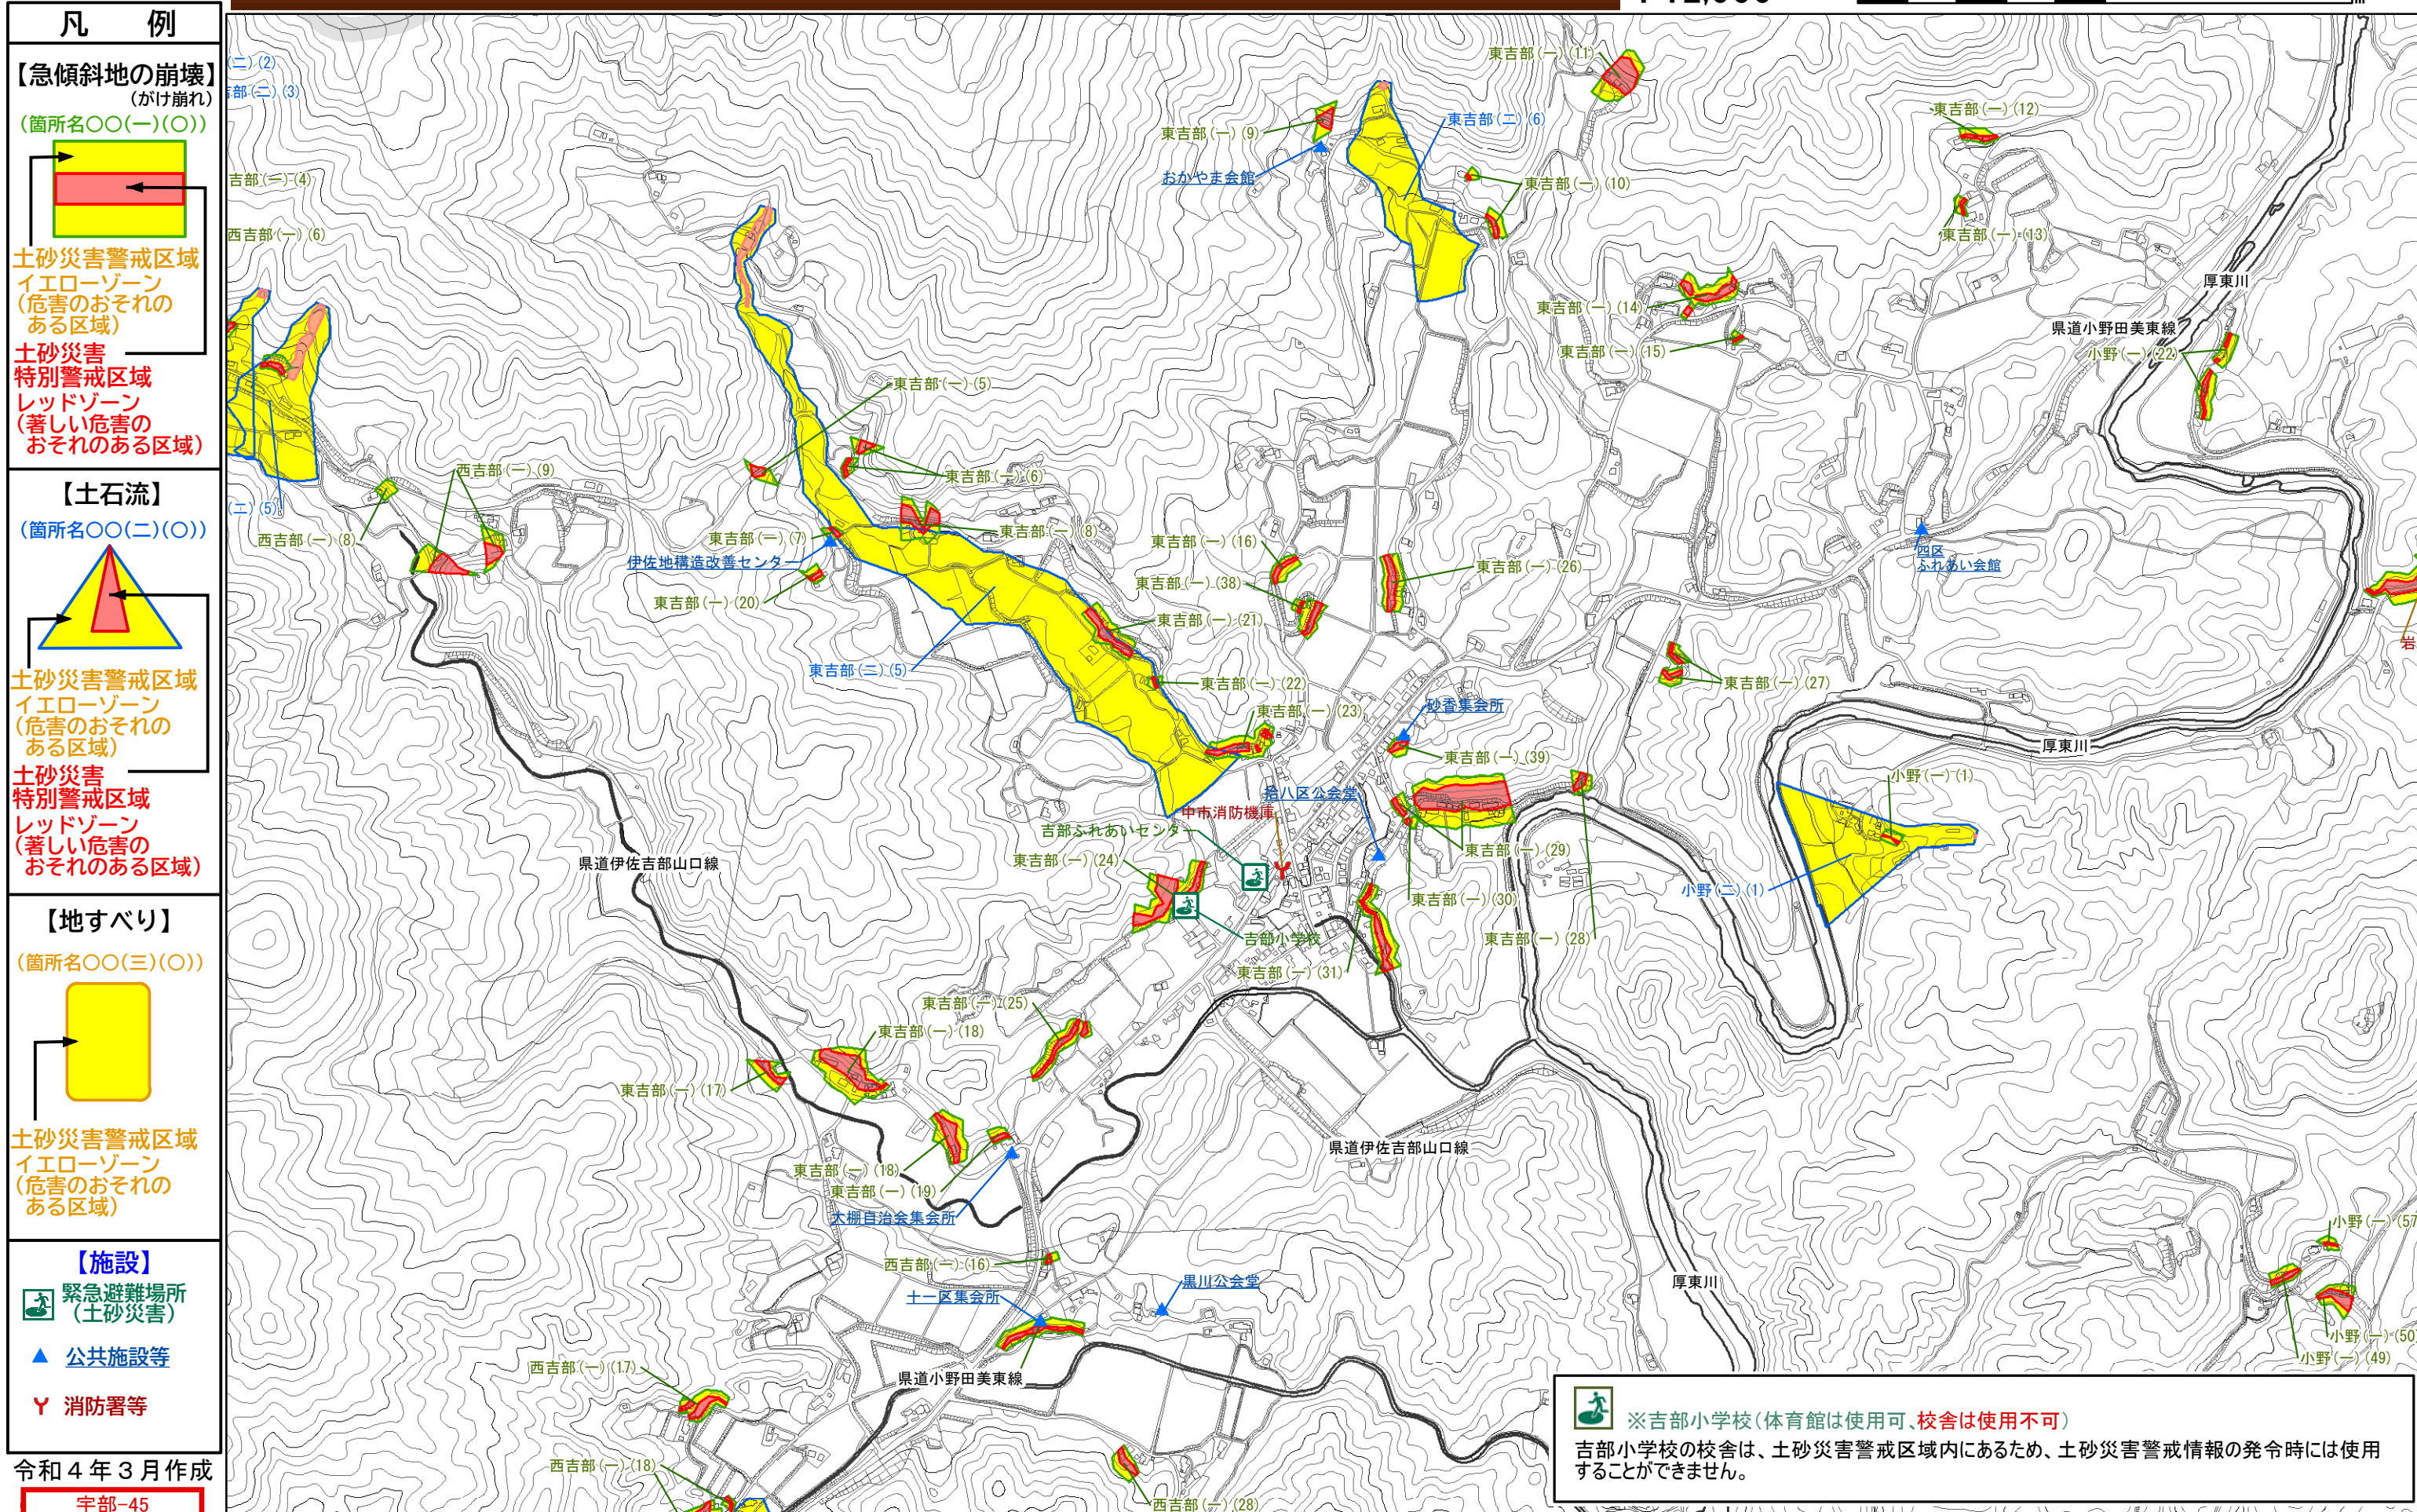 凡　例
【急傾斜地の崩壊】
(がけ崩れ)
(箇所名○○(一)(○))
土砂災害警戒区域
イエローゾーン
(危害のおそれの
ある区域)
土砂災害
特別警戒区域
レッドゾーン
(著しい危害の
おそれのある区域)
【土石流】
(箇所名○○(二)(○))
土砂災害警戒区域
イエローゾーン
(危害のおそれの
ある区域)
土砂災害
特別警戒区域
レッドゾーン
(著しい危害の
おそれのある区域)
【地すべり】
(箇所名○○(三)(○))
土砂災害警戒区域
イエローゾーン
(危害のおそれの
ある区域)
【施設】
緊急避難場所
(土砂災害)
公共施設等
消防署等
令和４年３月作成
宇部-45
(二)(2)
吉部(二)(3)
吉部(一)(4)
西吉部(一)(6)
(二)(5)
西吉部(一)(8)
西吉部(一)(9)
東吉部(一)(11)
東吉部(一)(9)
東吉部(二)(6)
東吉部(一)(12)
おかやま会館
東吉部(一)(10)
東吉部(一)(13)
厚東川
東吉部(一)(14)
県道小野田美東線
東吉部(一)(15)
小野(一)(22)
東吉部(一)(5)
東吉部(一)(6)
東吉部(一)(7)
東吉部(一)(8)
伊佐地構造改善センター
東吉部(一)(20)
東吉部(一)(16)
東吉部(一)(38)
東吉部(一)(26)
四区
ふれあい会館
東吉部(一)(21)
岩
東吉部(二)(5)
東吉部(一)(22)
東吉部(一)(27)
東吉部(一)(23)
砂香集会所
厚東川
東吉部(一)(39)
小野(一)(1)
拾八区公会堂
中市消防機庫
吉部ふれあいセンター
東吉部(一)(24)
県道伊佐吉部山口線
東吉部(一)(29)
小野(二)(1)
東吉部(一)(30)
吉部小学校
東吉部(一)(28)
東吉部(一)(31)
東吉部(一)(25)
東吉部(一)(18)
東吉部(一)(17)
県道伊佐吉部山口線
東吉部(一)(18)
東吉部(一)(19)
大棚自治会集会所
小野(一)(57
西吉部(一)(16)
黒川公会堂
厚東川
十一区集会所
小野(一)(50)
小野(一)(49)
西吉部(一)(17)
県道小野田美東線
西吉部(一)(18)
西吉部(一)(28)
※吉部小学校(体育館は使用可、校舎は使用不可)
吉部小学校の校舎は、土砂災害警戒区域内にあるため、土砂災害警戒情報の発令時には使用
することができません。